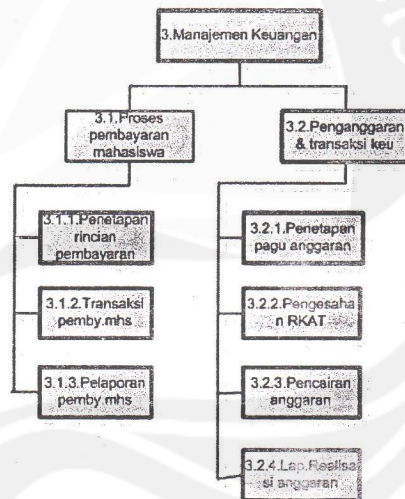 3.Manajemen Keuangan
3.1.Proses
pembayaran
mahasiswa
3.2.Penganggaran
& transaksi keu
3.1.1.Penetapan
rincian
pembayaran
3.1.2.Transaksi
pemby.mhs
3.1.3.Pelaporan
pemby.mhs
3.2.1.Penetapan
pagu anggaran
3.2.2.Pengesaha
n RKAT
3.2.3.Pencairan
anggaran
3.2.4.Lap.Realisa
si anggaran